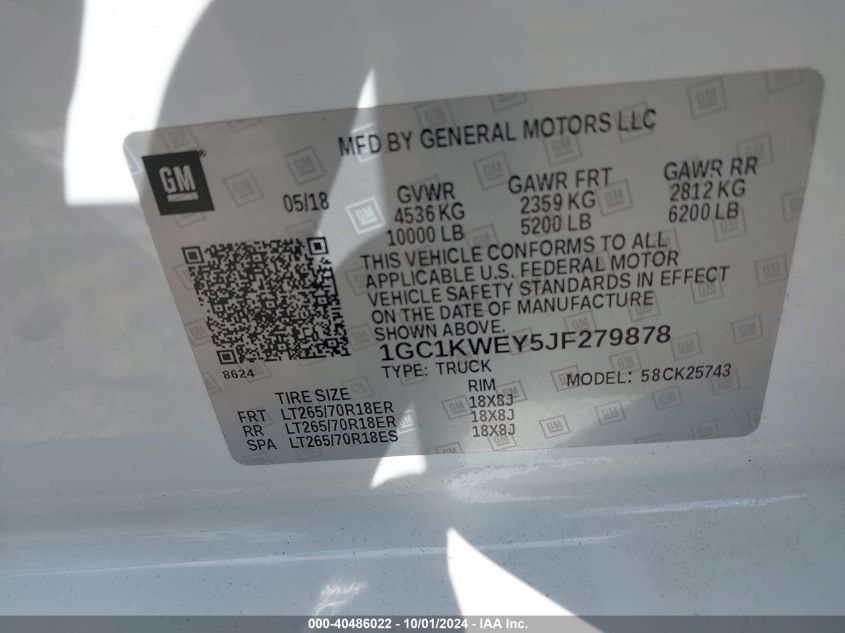 MFD BY GENERAL MOTORS LLC
GM
05/18
GVWR
4536 KG
10000 LB
GAWR FRT
2359 KG
5200 LB
GAWR RR
2812 KG
6200 LB
THIS VEHICLE CONFORMS TO ALL
APPLICABLE U.S. FEDERAL MOTOR
VEHICLE SAFETY STANDARDS IN EFFECT
ON THE DATE OF MANUFACTURE
SHOWN ABOVE.
1GC1KWEY5JF279878
8624
TYPE: TRUCK
MODEL: 58CK25743
TIRE SIZE RIM
FRT LT265/70R18ER 18X8J
RR LT265/70R18ER 18X8J
SPA LT265/70R18ES 18X8J
000-40486022 - 10/01/2024 - IAA Inc.